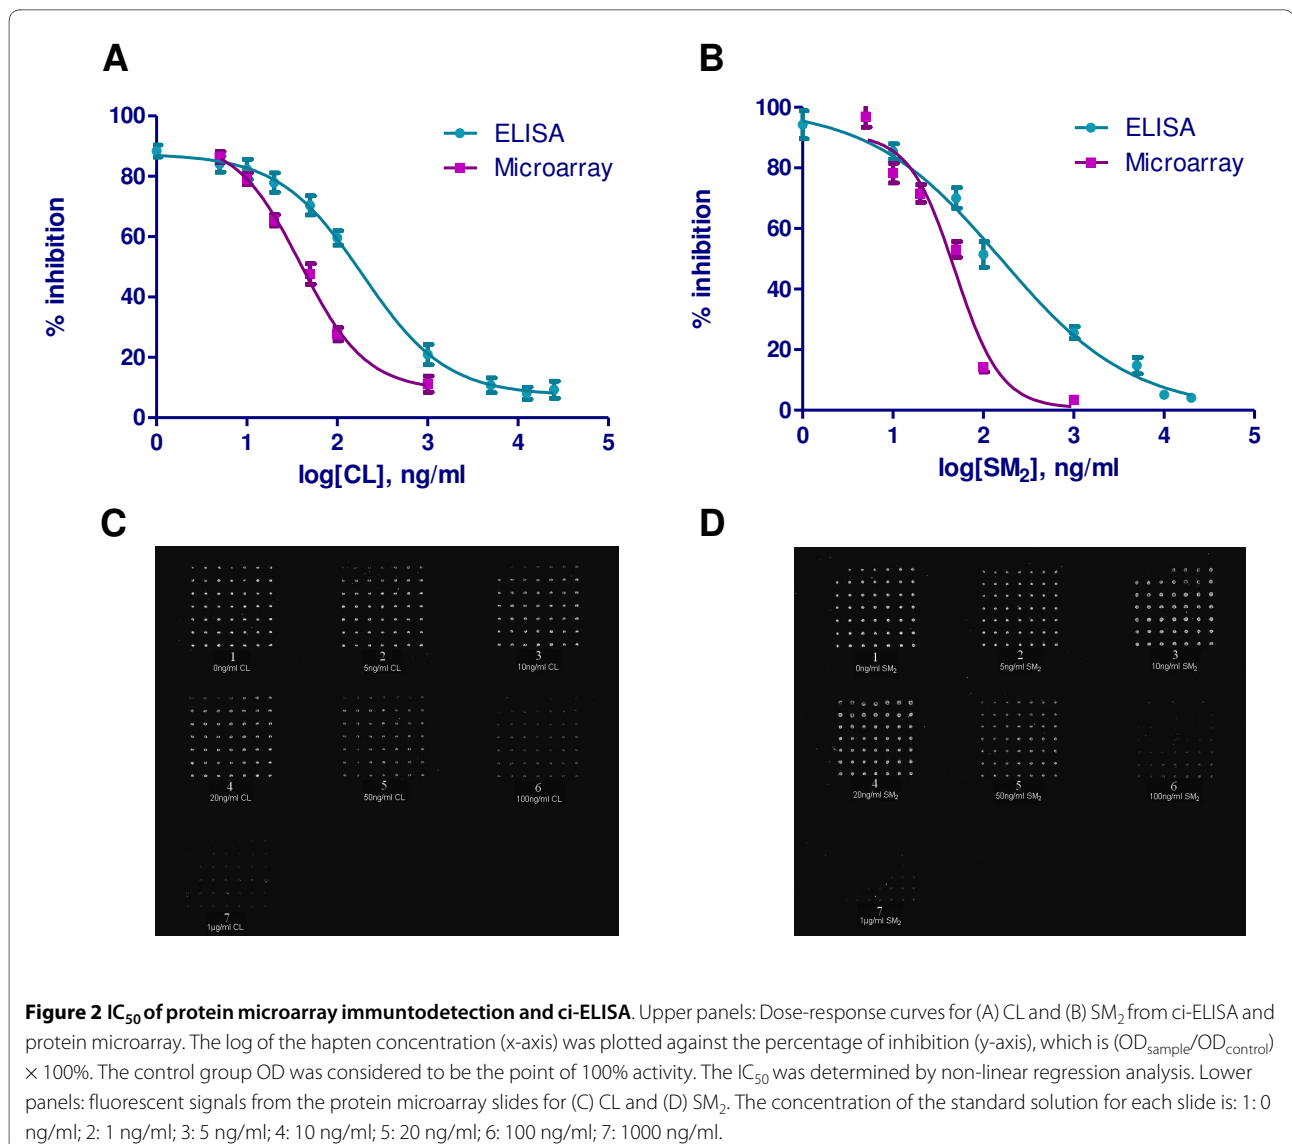 A
B
100
80
60
40
20
0
% inhibition
ELISA
Microarray
0 1 2 3 4 5
log[CL], ng/ml
100
80
60
40
20
0
% inhibition
ELISA
Microarray
0 1 2 3 4 5
log[SM₂], ng/ml
C
D
1
0ng/ml CL
2
5ng/ml CL
3
10ng/ml CL
4
20ng/ml CL
5
50ng/ml CL
6
100ng/ml CL
7
1µg/ml CL
1
0ng/ml SM₂
2
5ng/ml SM₂
3
10ng/ml SM₂
4
20ng/ml SM₂
5
50ng/ml SM₂
6
100ng/ml SM₂
7
1µg/ml SM₂
Figure 2 IC₅₀ of protein microarray immuntodetection and ci-ELISA. Upper panels: Dose-response curves for (A) CL and (B) SM₂ from ci-ELISA and
protein microarray. The log of the hapten concentration (x-axis) was plotted against the percentage of inhibition (y-axis), which is (OD_sample/OD_control)
× 100%. The control group OD was considered to be the point of 100% activity. The IC₅₀ was determined by non-linear regression analysis. Lower
panels: fluorescent signals from the protein microarray slides for (C) CL and (D) SM₂. The concentration of the standard solution for each slide is: 1: 0
ng/ml; 2: 1 ng/ml; 3: 5 ng/ml; 4: 10 ng/ml; 5: 20 ng/ml; 6: 100 ng/ml; 7: 1000 ng/ml.